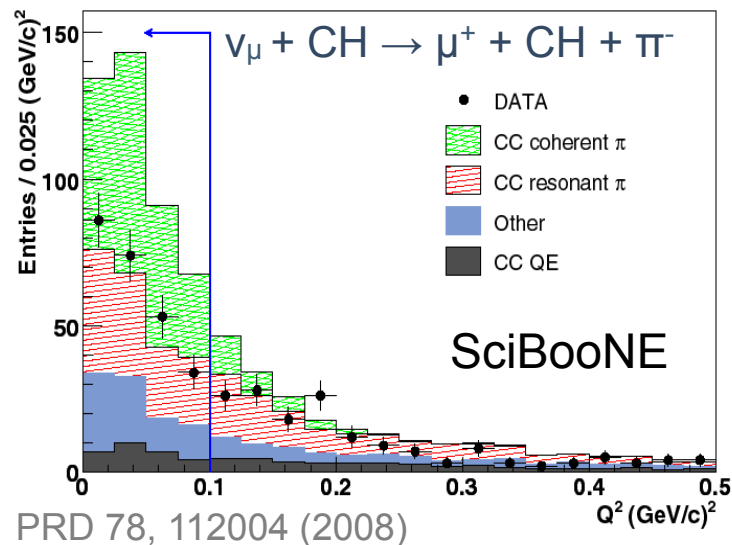 ν_μ + CH → μ⁺ + CH + π⁻
Entries / 0.025 (GeV/c)²
150
100
50
0
DATA
CC coherent π
CC resonant π
Other
CC QE
SciBooNE
0 0.1 0.2 0.3 0.4 0.5
Q² (GeV/c)²
PRD 78, 112004 (2008)